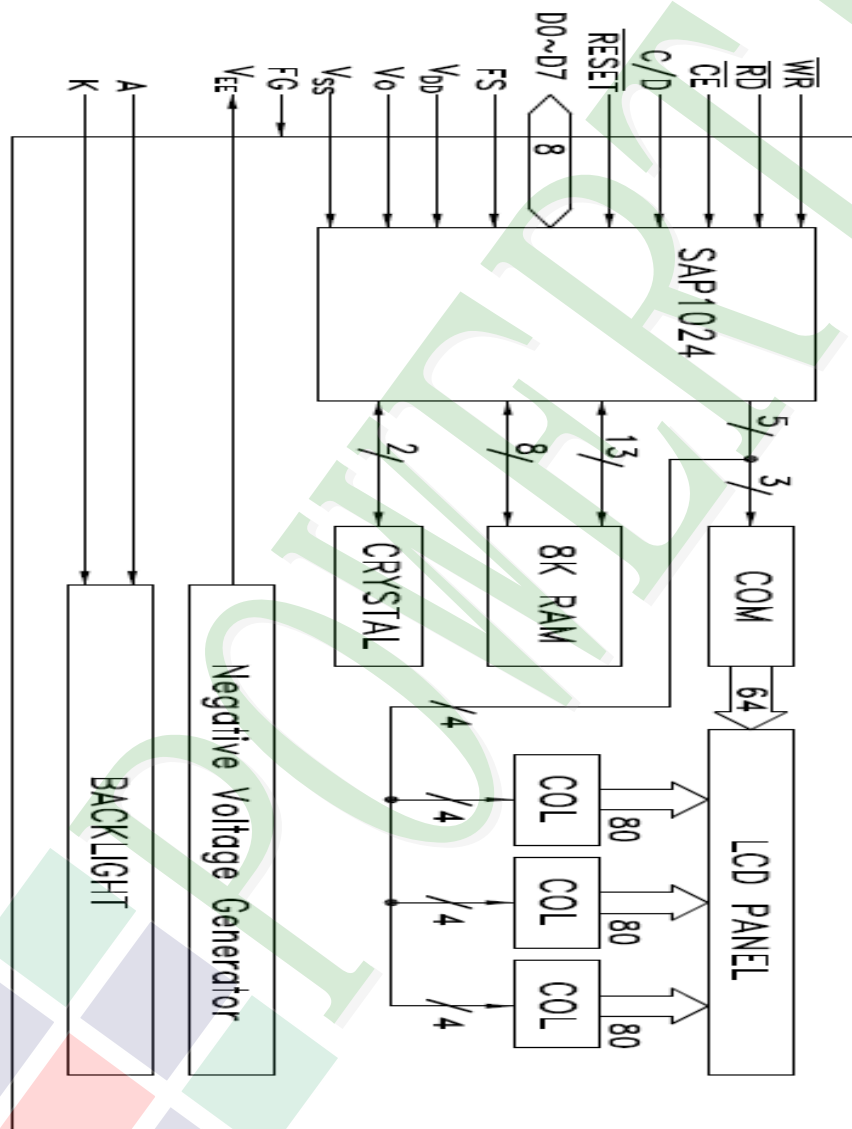 WR
RD
CE
C/D
RESET
D0~D7
FS
VDD
VO
VSS
FG
VEE
A
K
8
SAP1024
5
3
13
8
2
COM
8K RAM
CRYSTAL
64
LCD PANEL
4
4
COL
80
4
COL
80
4
COL
80
Negative Voltage Generator
BACKLIGHT
POWERT